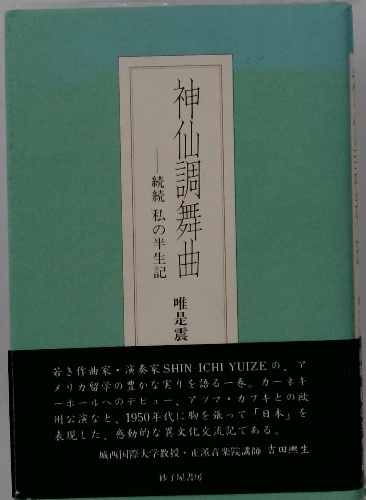 神仙調舞曲
──続続 私の半生記
唯是震
若き作曲家・演奏家SHIN ICHI YUIZEの、ア
メリカ留学の豊かな実りを語る一巻。カーネギ
ーホールへのデビュー、アヅマ・カブキとの欧
州公演など、1950年代に胸を張って「日本」を
表現した、感動的な異文化交流記である。
城西国際大学教授・正派音楽院講師 吉田凞生
砂子屋書房